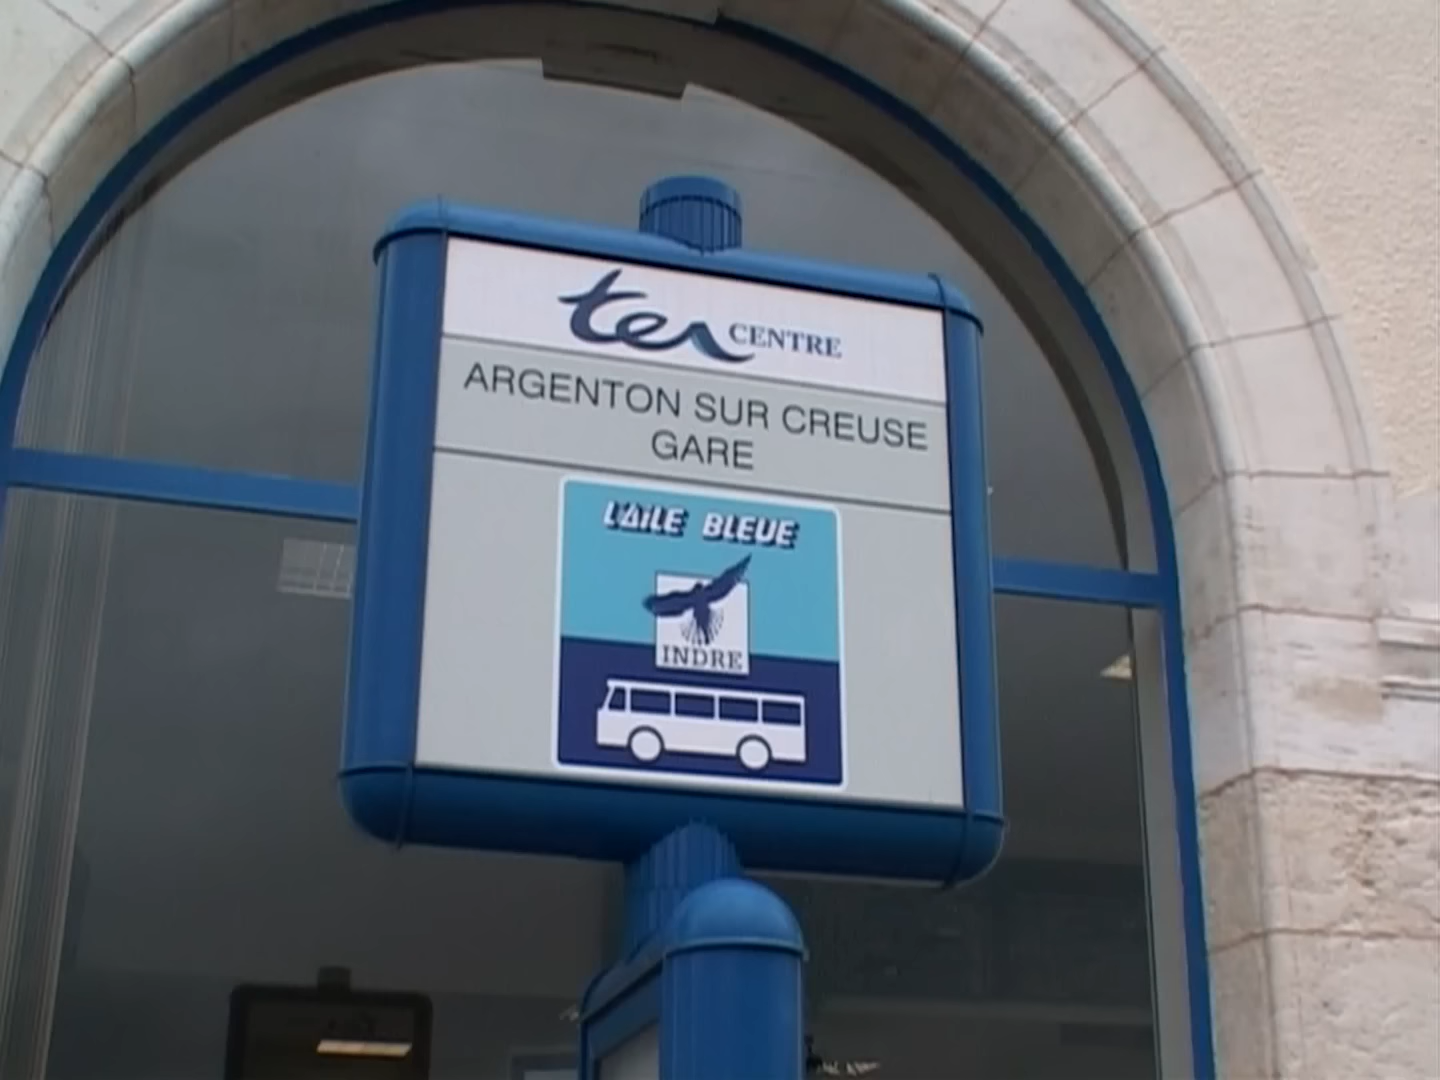 ter CENTRE
ARGENTON SUR CREUSE
GARE
L'AILE BLEUE
INDRE